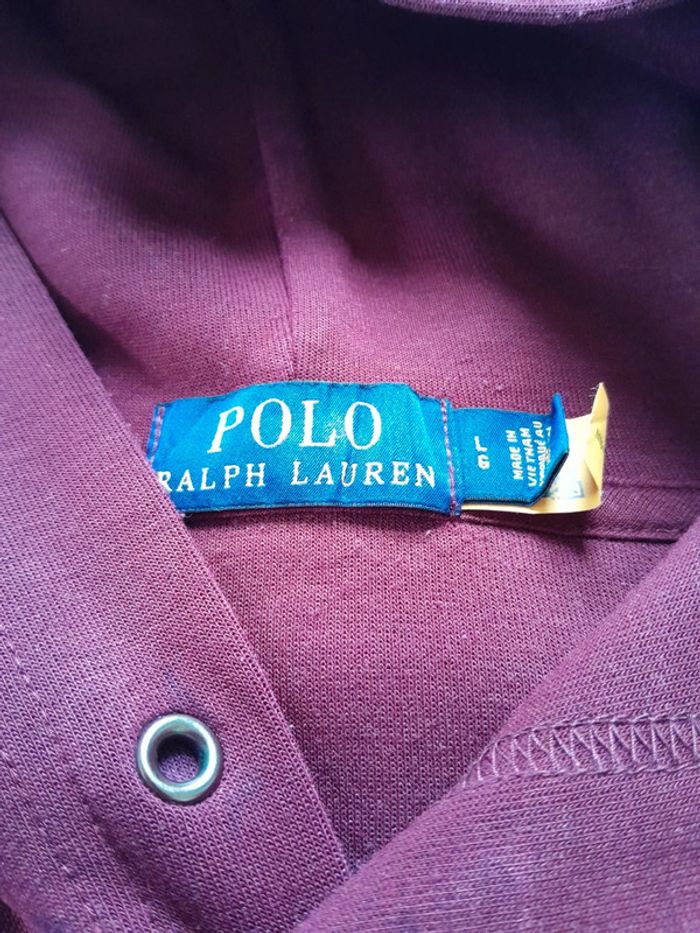 POLO
RALPH LAUREN
L
G
MADE IN
VIETNAM